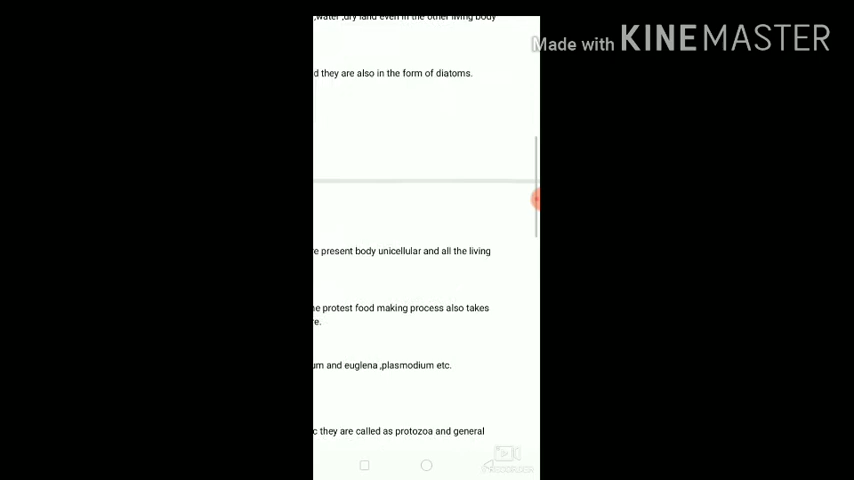 ,water ,dry land even in the other living body
Made with KINEMASTER
d they are also in the form of diatoms.
re present body unicellular and all the living
he protest food making process also takes
re.
um and euglena ,plasmodium etc.
c they are called as protozoa and general